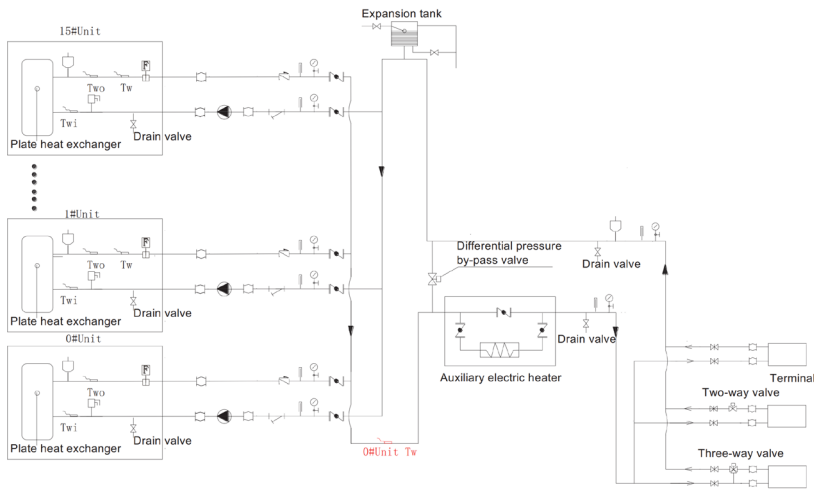 Expansion tank
15#Unit
F
Two
Tw
Twi
Drain valve
Plate heat exchanger
1#Unit
F
Two
Tw
Twi
Drain valve
Plate heat exchanger
0#Unit
F
Two
Twi
Drain valve
Plate heat exchanger
0#Unit Tw
Differential pressure
by-pass valve
Drain valve
Drain valve
Auxiliary electric heater
Terminal
Two-way valve
Three-way valve